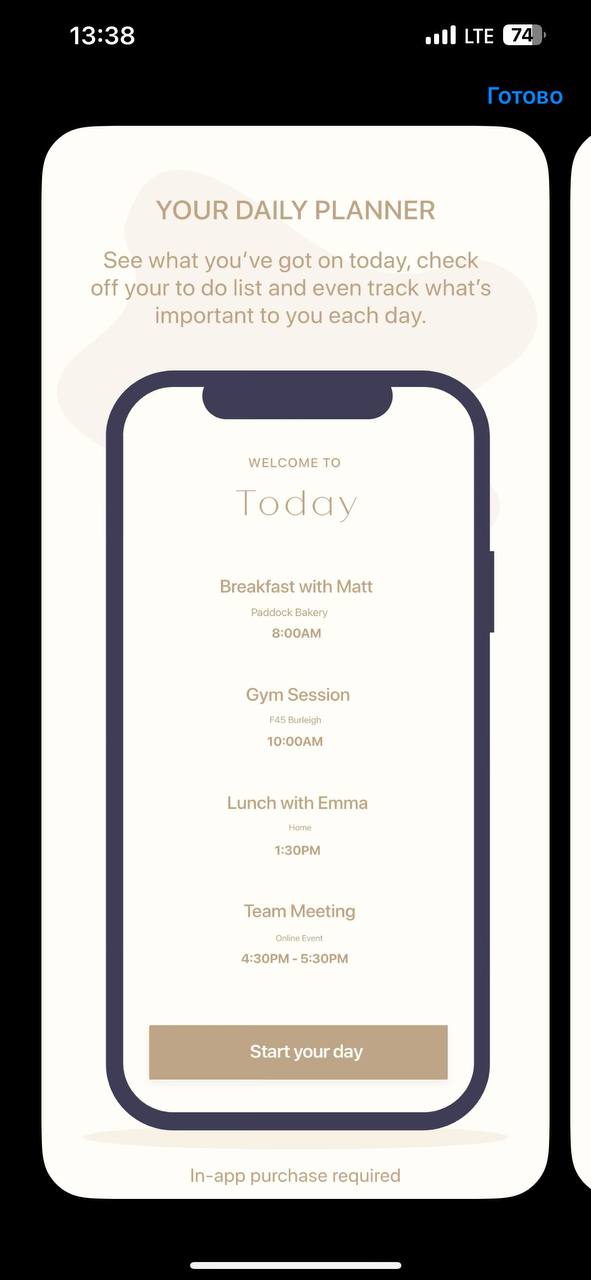 13:38
LTE
74
Готово
YOUR DAILY PLANNER
See what you’ve got on today, check
off your to do list and even track what’s
important to you each day.
WELCOME TO
Today
Breakfast with Matt
Paddock Bakery
8:00AM
Gym Session
F45 Burleigh
10:00AM
Lunch with Emma
Home
1:30PM
Team Meeting
Online Event
4:30PM - 5:30PM
Start your day
In-app purchase required